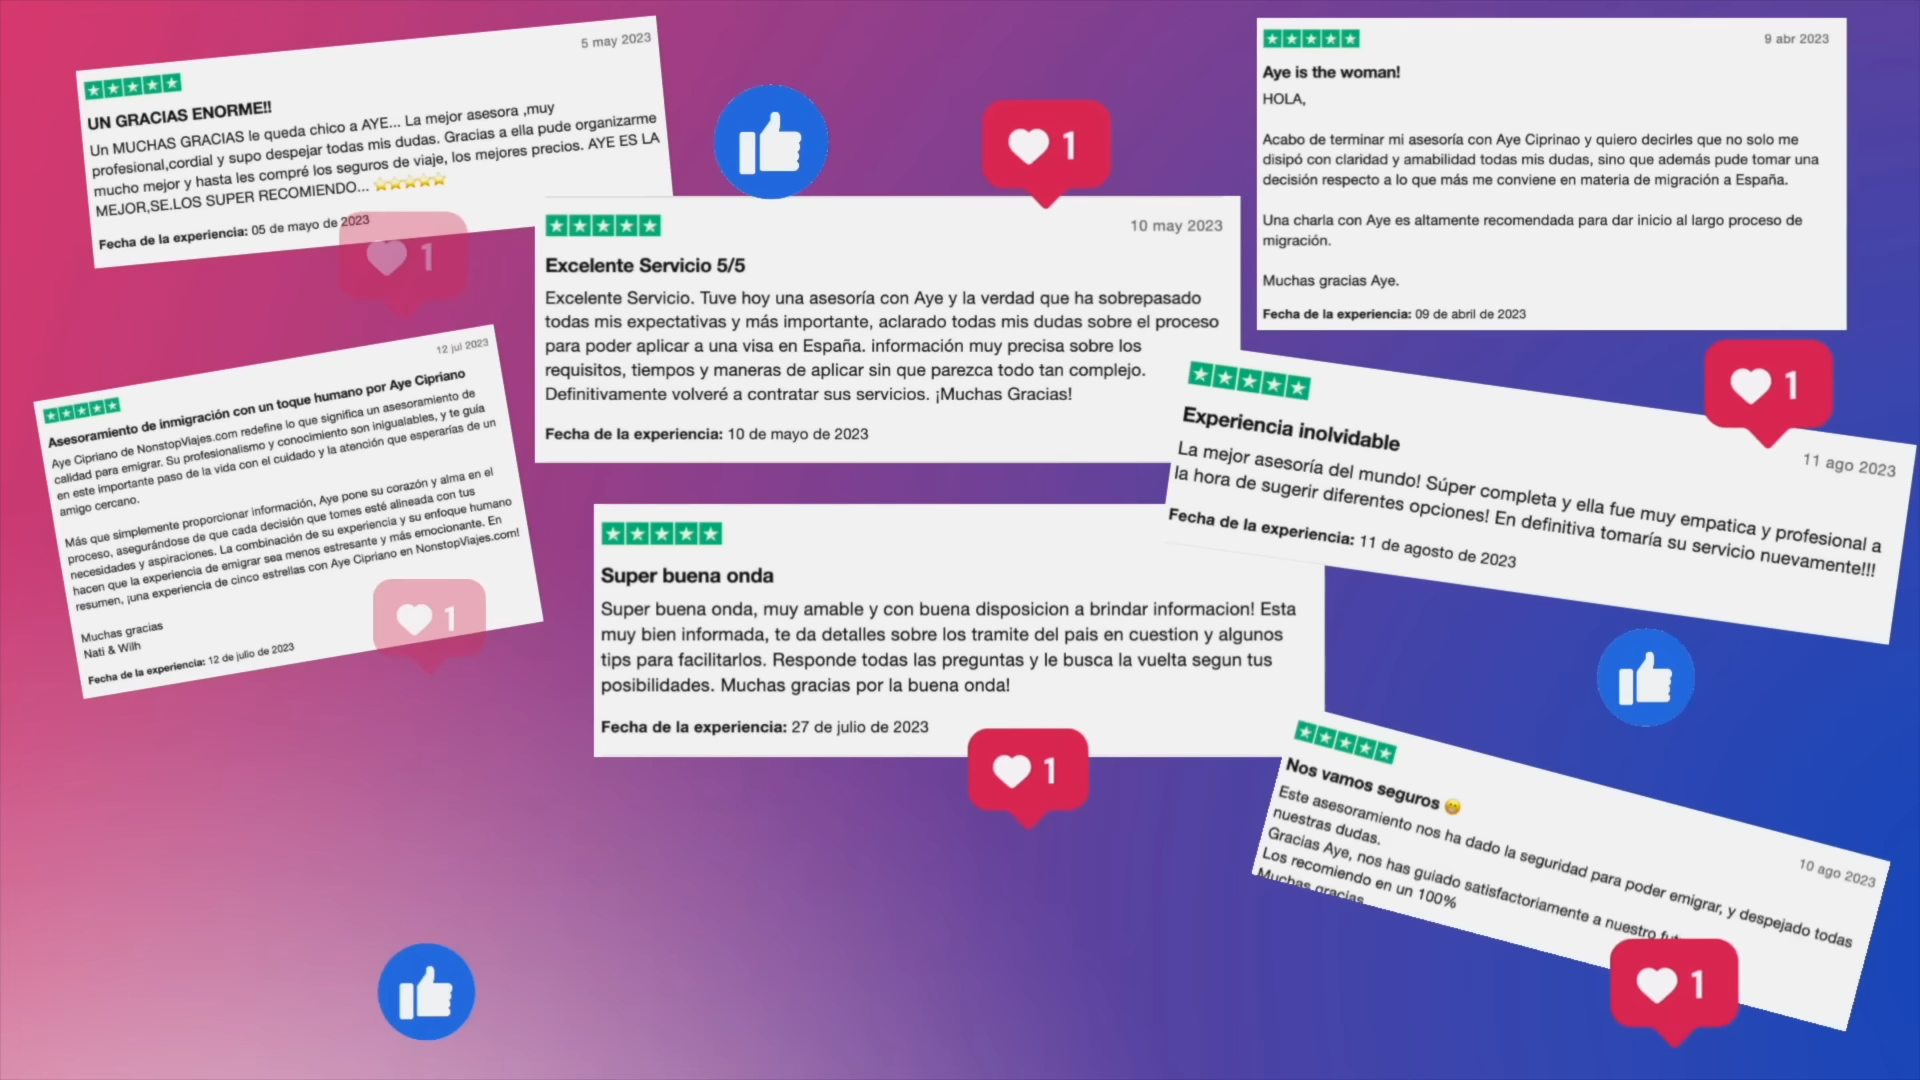 5 may 2023
UN GRACIAS ENORME!!
Un MUCHAS GRACIAS le queda chico a AYE... La mejor asesora ,muy
profesional,cordial y supo despejar todas mis dudas. Gracias a ella pude organizarme
mucho mejor y hasta les compré los seguros de viaje, los mejores precios. AYE ES LA
MEJOR,SE.LOS SUPER RECOMIENDO... ⭐⭐⭐⭐⭐
Fecha de la experiencia: 05 de mayo de 2023
1
1
10 may 2023
Excelente Servicio 5/5
Excelente Servicio. Tuve hoy una asesoría con Aye y la verdad que ha sobrepasado
todas mis expectativas y más importante, aclarado todas mis dudas sobre el proceso
para poder aplicar a una visa en España. información muy precisa sobre los
requisitos, tiempos y maneras de aplicar sin que parezca todo tan complejo.
Definitivamente volveré a contratar sus servicios. ¡Muchas Gracias!
Fecha de la experiencia: 10 de mayo de 2023
9 abr 2023
Aye is the woman!
HOLA,
Acabo de terminar mi asesoría con Aye Ciprinao y quiero decirles que no solo me
disipó con claridad y amabilidad todas mis dudas, sino que además pude tomar una
decisión respecto a lo que más me conviene en materia de migración a España.
Una charla con Aye es altamente recomendada para dar inicio al largo proceso de
migración.
Muchas gracias Aye.
Fecha de la experiencia: 09 de abril de 2023
1
12 jul 2023
Asesoramiento de inmigración con un toque humano por Aye Cipriano
Aye Cipriano de NonstopViajes.com redefine lo que significa un asesoramiento de
calidad para emigrar. Su profesionalismo y conocimiento son inigualables, y te guía
en este importante paso de la vida con el cuidado y la atención que esperarías de un
amigo cercano.
Más que simplemente proporcionar información, Aye pone su corazón y alma en el
proceso, asegurándose de que cada decisión que tomes esté alineada con tus
necesidades y aspiraciones. La combinación de su experiencia y su enfoque humano
hacen que la experiencia de emigrar sea menos estresante y más emocionante. En
resumen, ¡una experiencia de cinco estrellas con Aye Cipriano en NonstopViajes.com!
Muchas gracias
Nati & Wilh
Fecha de la experiencia: 12 de julio de 2023
1
11 ago 2023
Experiencia inolvidable
La mejor asesoría del mundo! Súper completa y ella fue muy empatica y profesional a
la hora de sugerir diferentes opciones! En definitiva tomaría su servicio nuevamente!!!
Fecha de la experiencia: 11 de agosto de 2023
Super buena onda
Super buena onda, muy amable y con buena disposicion a brindar informacion! Esta
muy bien informada, te da detalles sobre los tramite del pais en cuestion y algunos
tips para facilitarlos. Responde todas las preguntas y le busca la vuelta segun tus
posibilidades. Muchas gracias por la buena onda!
Fecha de la experiencia: 27 de julio de 2023
1
10 ago 2023
Nos vamos seguros 😁
Este asesoramiento nos ha dado la seguridad para poder emigrar, y despejado todas
nuestras dudas.
Gracias Aye, nos has guiado satisfactoriamente a nuestro
Los recomiendo en un 100%
Muchas gracias
1